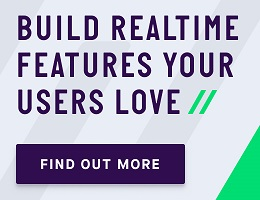 BUILD REALTIME
FEATURES YOUR
USERS LOVE //
FIND OUT MORE